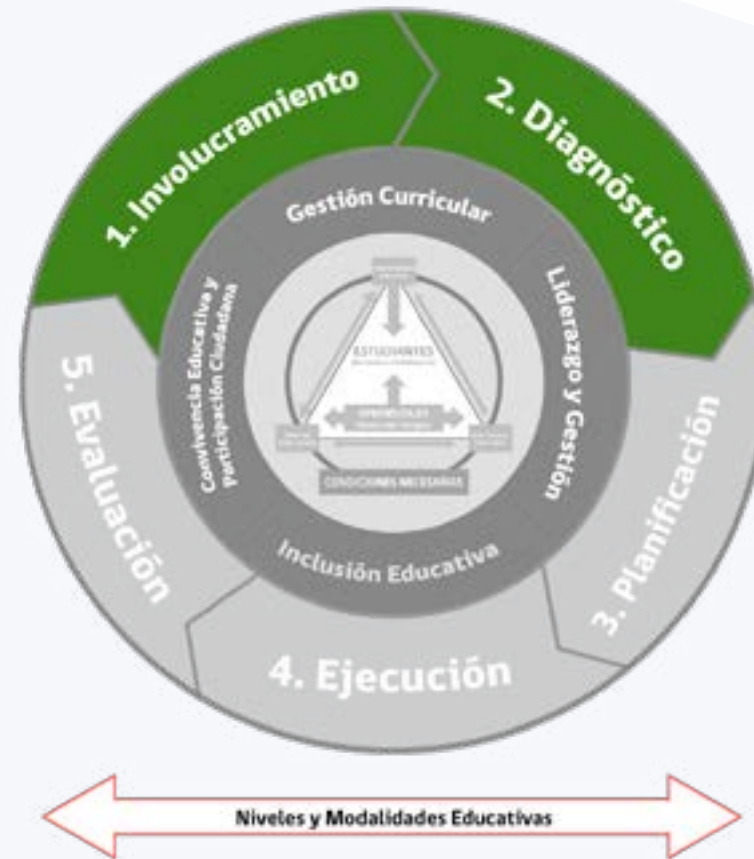 1. Involucramiento
2. Diagnóstico
3. Planificación
4. Ejecución
5. Evaluación
Gestión Curricular
Liderazgo y Gestión
Inclusión Educativa
Convivencia Educativa y
Participación Ciudadana
ESTUDIANTES
APRENDIZAJES
CONDICIONES NECESARIAS
Niveles y Modalidades Educativas